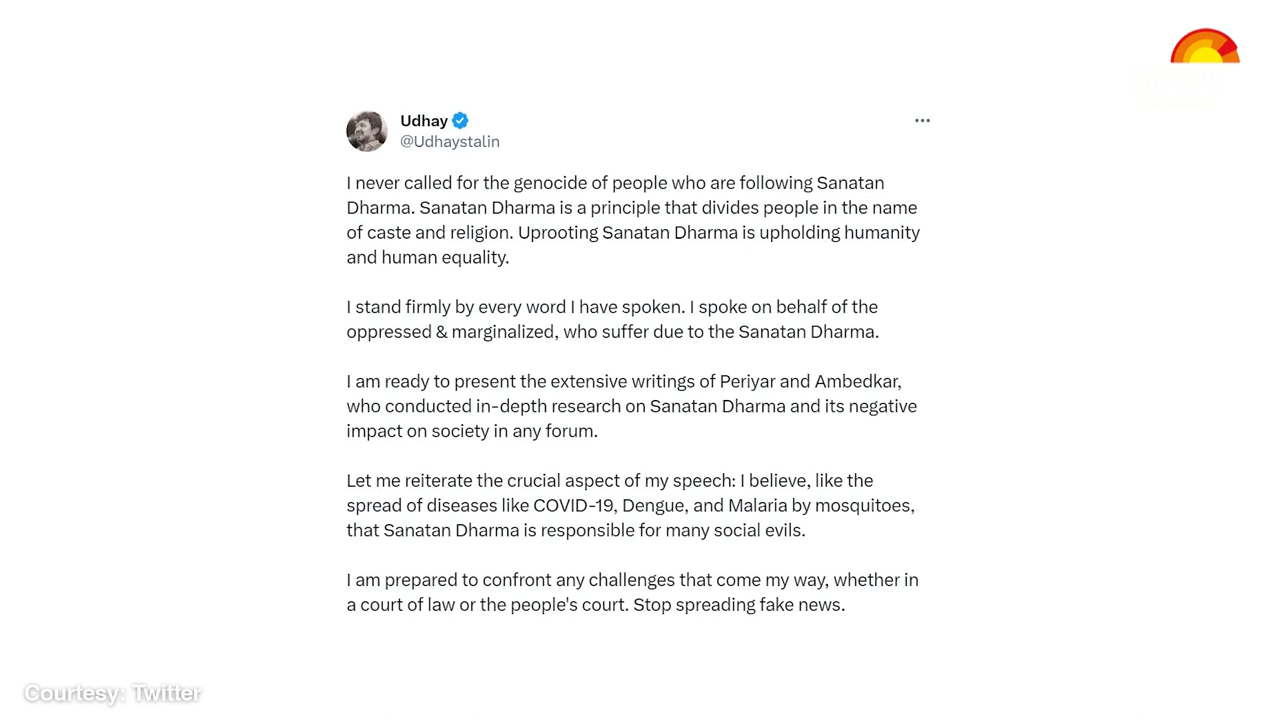 Udhay
@Udhaystalin
I never called for the genocide of people who are following Sanatan
Dharma. Sanatan Dharma is a principle that divides people in the name
of caste and religion. Uprooting Sanatan Dharma is upholding humanity
and human equality.
I stand firmly by every word I have spoken. I spoke on behalf of the
oppressed & marginalized, who suffer due to the Sanatan Dharma.
I am ready to present the extensive writings of Periyar and Ambedkar,
who conducted in-depth research on Sanatan Dharma and its negative
impact on society in any forum.
Let me reiterate the crucial aspect of my speech: I believe, like the
spread of diseases like COVID-19, Dengue, and Malaria by mosquitoes,
that Sanatan Dharma is responsible for many social evils.
I am prepared to confront any challenges that come my way, whether in
a court of law or the people's court. Stop spreading fake news.
Courtesy: Twitter